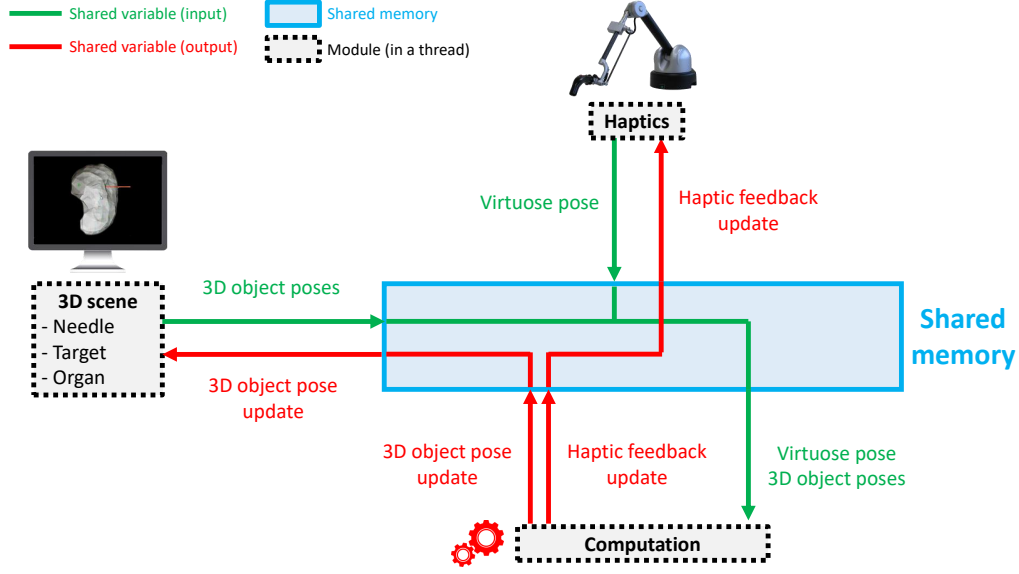 Shared variable (input)
Shared memory
Shared variable (output)
Module (in a thread)
Haptics
Virtuose pose
Haptic feedback
update
3D object poses
3D scene
- Needle
- Target
- Organ
Shared
memory
3D object pose
update
3D object pose
update
Haptic feedback
update
Virtuose pose
3D object poses
Computation